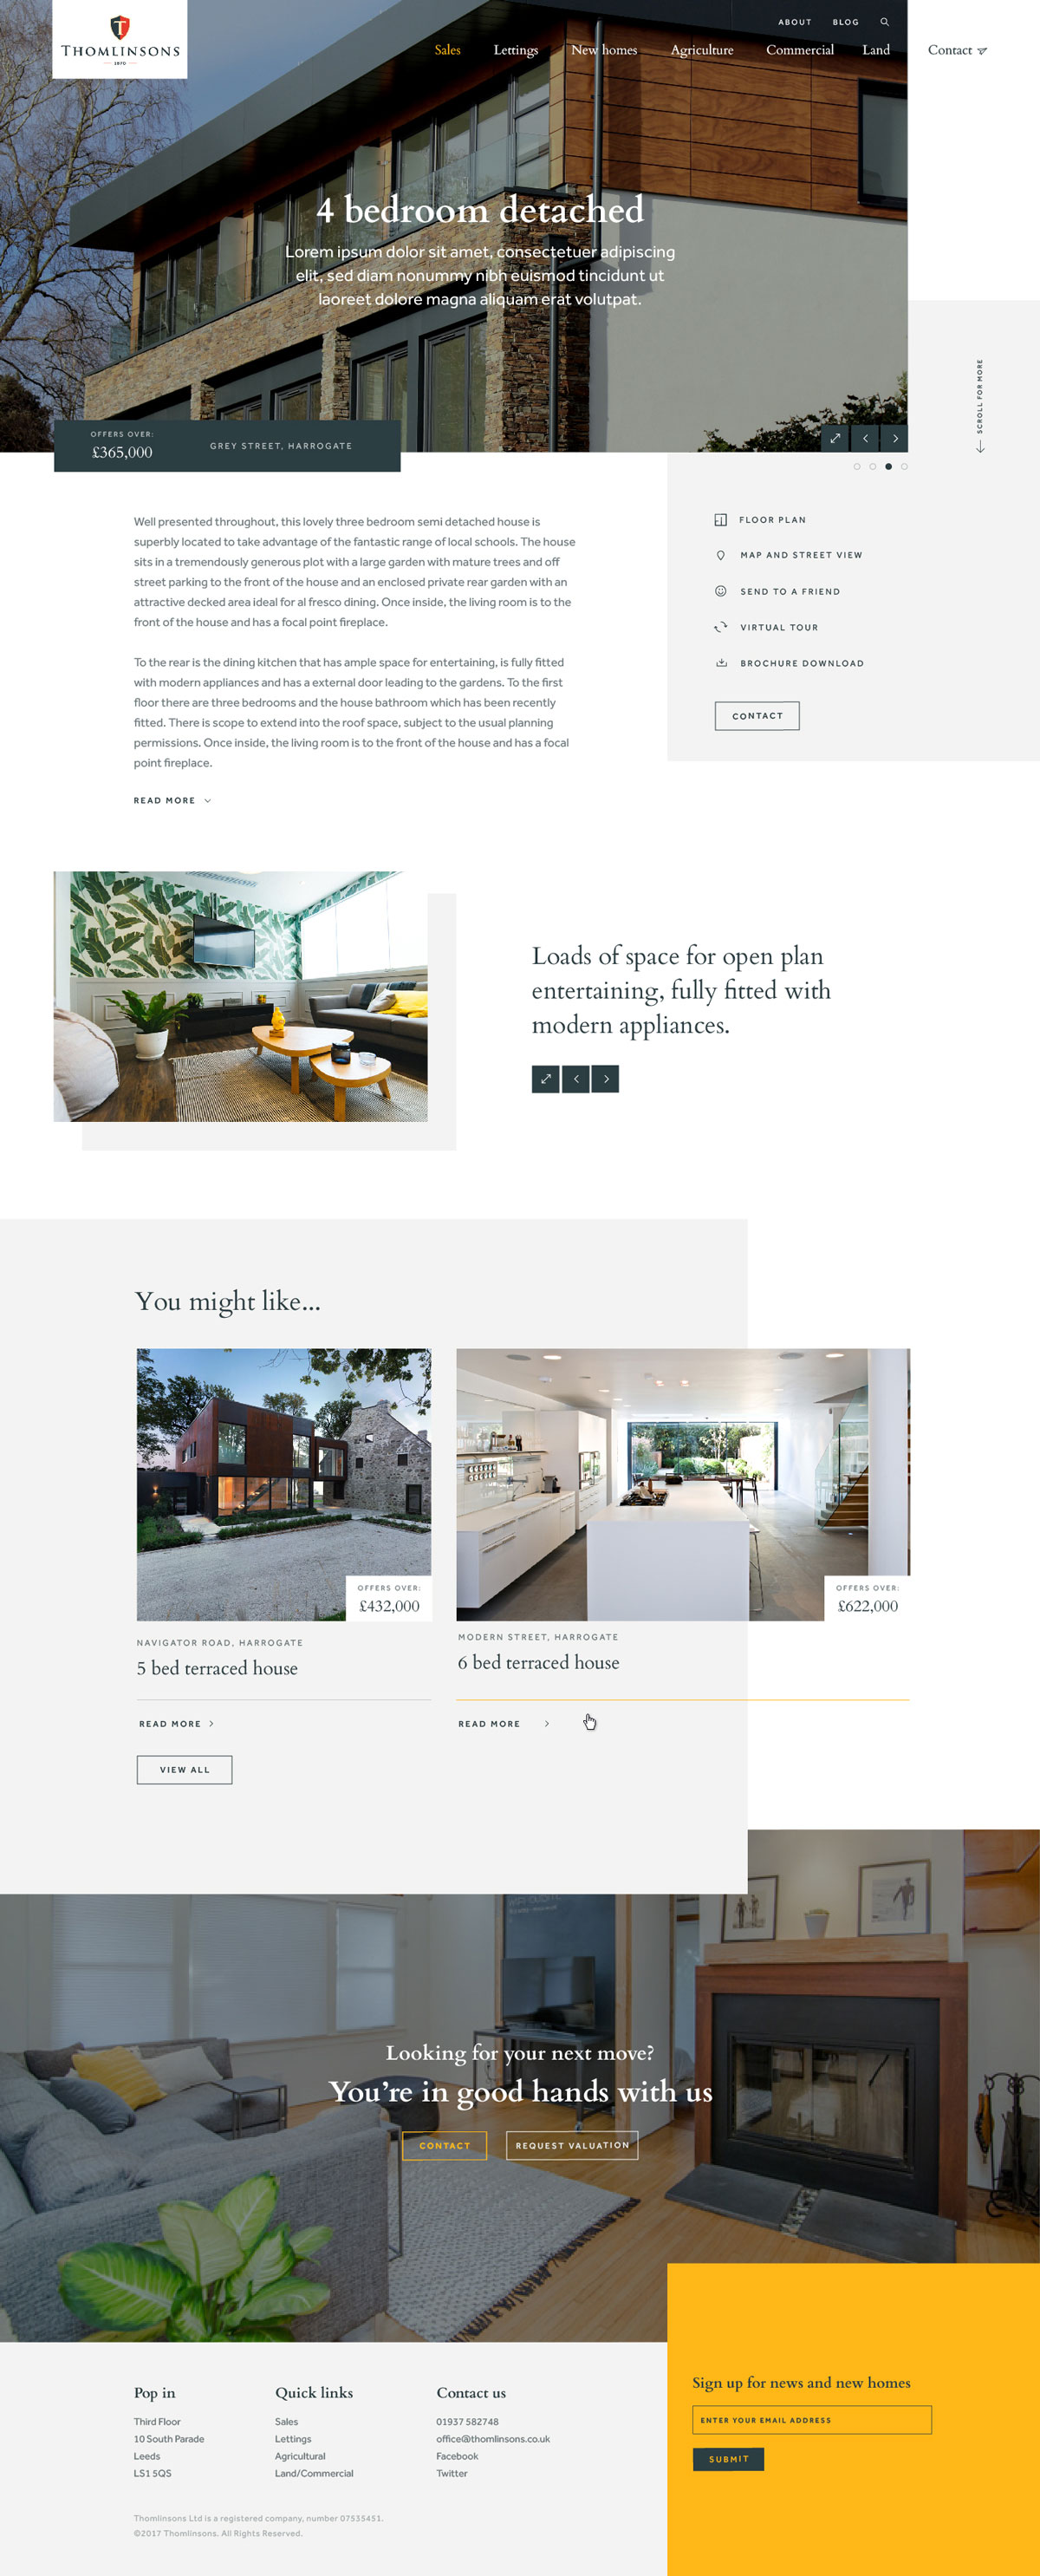 THOMLINSONS
1970
ABOUT BLOG
Sales Lettings New homes Agriculture Commercial Land Contact
4 bedroom detached
Lorem ipsum dolor sit amet, consectetuer adipiscing
elit, sed diam nonummy nibh euismod tincidunt ut
laoreet dolore magna aliquam erat volutpat.
SCROLL FOR MORE
OFFERS OVER:
£365,000
GREY STREET, HARROGATE
Well presented throughout, this lovely three bedroom semi detached house is
superbly located to take advantage of the fantastic range of local schools. The house
sits in a tremendously generous plot with a large garden with mature trees and off
street parking to the front of the house and an enclosed private rear garden with an
attractive decked area ideal for al fresco dining. Once inside, the living room is to the
front of the house and has a focal point fireplace.
To the rear is the dining kitchen that has ample space for entertaining, is fully fitted
with modern appliances and has a external door leading to the gardens. To the first
floor there are three bedrooms and the house bathroom which has been recently
fitted. There is scope to extend into the roof space, subject to the usual planning
permissions. Once inside, the living room is to the front of the house and has a focal
point fireplace.
READ MORE
FLOOR PLAN
MAP AND STREET VIEW
SEND TO A FRIEND
VIRTUAL TOUR
BROCHURE DOWNLOAD
CONTACT
Loads of space for open plan
entertaining, fully fitted with
modern appliances.
You might like...
OFFERS OVER:
£432,000
NAVIGATOR ROAD, HARROGATE
5 bed terraced house
READ MORE
OFFERS OVER:
£622,000
MODERN STREET, HARROGATE
6 bed terraced house
READ MORE
VIEW ALL
Looking for your next move?
You're in good hands with us
CONTACT REQUEST VALUATION
Pop in
Third Floor
10 South Parade
Leeds
LS1 5QS
Quick links
Sales
Lettings
Agricultural
Land/Commercial
Contact us
01937 582748
office@thomlinsons.co.uk
Facebook
Twitter
Thomlinsons Ltd is a registered company, number 07535451.
©2017 Thomlinsons. All Rights Reserved.
Sign up for news and new homes
ENTER YOUR EMAIL ADDRESS
SUBMIT